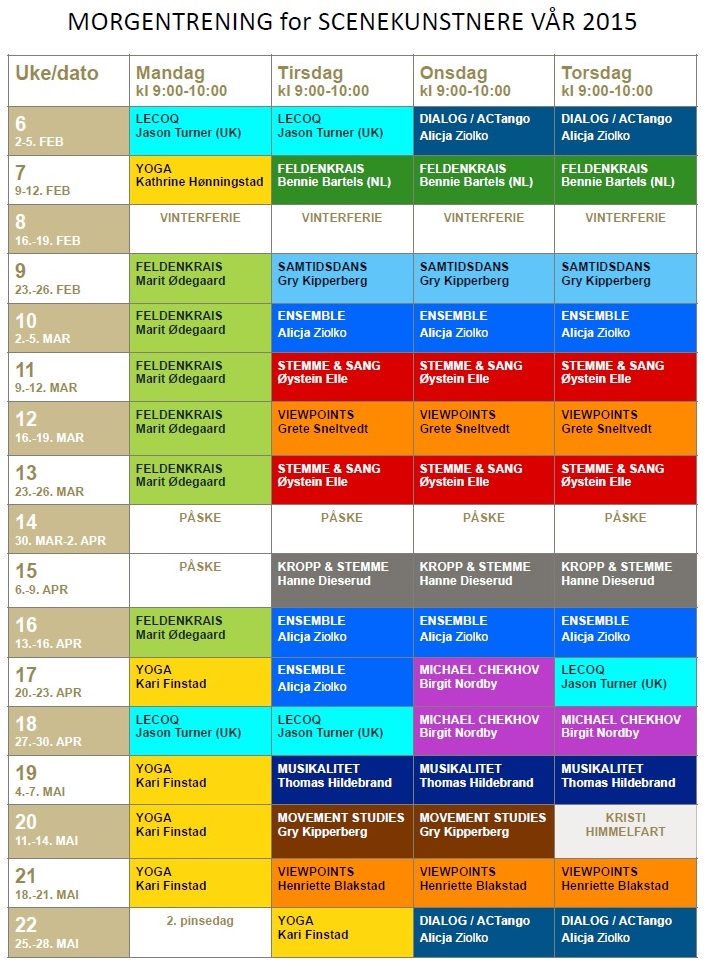 MORGENTRENING for SCENEKUNSTNERE VÅR 2015
Uke/dato
Mandag
kl 9:00-10:00
Tirsdag
kl 9:00-10:00
Onsdag
kl 9:00-10:00
Torsdag
kl 9:00-10:00
6
2-5. FEB
LECOQ
Jason Turner (UK)
LECOQ
Jason Turner (UK)
DIALOG / ACTango
Alicja Ziolko
DIALOG / ACTango
Alicja Ziolko
7
9-12. FEB
YOGA
Kathrine Hønningstad
FELDENKRAIS
Bennie Bartels (NL)
FELDENKRAIS
Bennie Bartels (NL)
FELDENKRAIS
Bennie Bartels (NL)
8
16.-19. FEB
VINTERFERIE
VINTERFERIE
VINTERFERIE
VINTERFERIE
9
23.-26. FEB
FELDENKRAIS
Marit Ødegaard
SAMTIDSDANS
Gry Kipperberg
SAMTIDSDANS
Gry Kipperberg
SAMTIDSDANS
Gry Kipperberg
10
2.-5. MAR
FELDENKRAIS
Marit Ødegaard
ENSEMBLE
Alicja Ziolko
ENSEMBLE
Alicja Ziolko
ENSEMBLE
Alicja Ziolko
11
9.-12. MAR
FELDENKRAIS
Marit Ødegaard
STEMME & SANG
Øystein Elle
STEMME & SANG
Øystein Elle
STEMME & SANG
Øystein Elle
12
16.-19. MAR
FELDENKRAIS
Marit Ødegaard
VIEWPOINTS
Grete Sneltvedt
VIEWPOINTS
Grete Sneltvedt
VIEWPOINTS
Grete Sneltvedt
13
23.-26. MAR
FELDENKRAIS
Marit Ødegaard
STEMME & SANG
Øystein Elle
STEMME & SANG
Øystein Elle
STEMME & SANG
Øystein Elle
14
30. MAR-2. APR
PÅSKE
PÅSKE
PÅSKE
PÅSKE
15
6.-9. APR
PÅSKE
KROPP & STEMME
Hanne Dieserud
KROPP & STEMME
Hanne Dieserud
KROPP & STEMME
Hanne Dieserud
16
13.-16. APR
FELDENKRAIS
Marit Ødegaard
ENSEMBLE
Alicja Ziolko
ENSEMBLE
Alicja Ziolko
ENSEMBLE
Alicja Ziolko
17
20.-23. APR
YOGA
Kari Finstad
ENSEMBLE
Alicja Ziolko
MICHAEL CHEKHOV
Birgit Nordby
LECOQ
Jason Turner (UK)
18
27.-30. APR
LECOQ
Jason Turner (UK)
LECOQ
Jason Turner (UK)
MICHAEL CHEKHOV
Birgit Nordby
MICHAEL CHEKHOV
Birgit Nordby
19
4.-7. MAI
YOGA
Kari Finstad
MUSIKALITET
Thomas Hildebrand
MUSIKALITET
Thomas Hildebrand
MUSIKALITET
Thomas Hildebrand
20
11.-14. MAI
YOGA
Kari Finstad
MOVEMENT STUDIES
Gry Kipperberg
MOVEMENT STUDIES
Gry Kipperberg
KRISTI
HIMMELFART
21
18.-21. MAI
YOGA
Kari Finstad
VIEWPOINTS
Henriette Blakstad
VIEWPOINTS
Henriette Blakstad
VIEWPOINTS
Henriette Blakstad
22
25.-28. MAI
2. pinsedag
YOGA
Kari Finstad
DIALOG / ACTango
Alicja Ziolko
DIALOG / ACTango
Alicja Ziolko